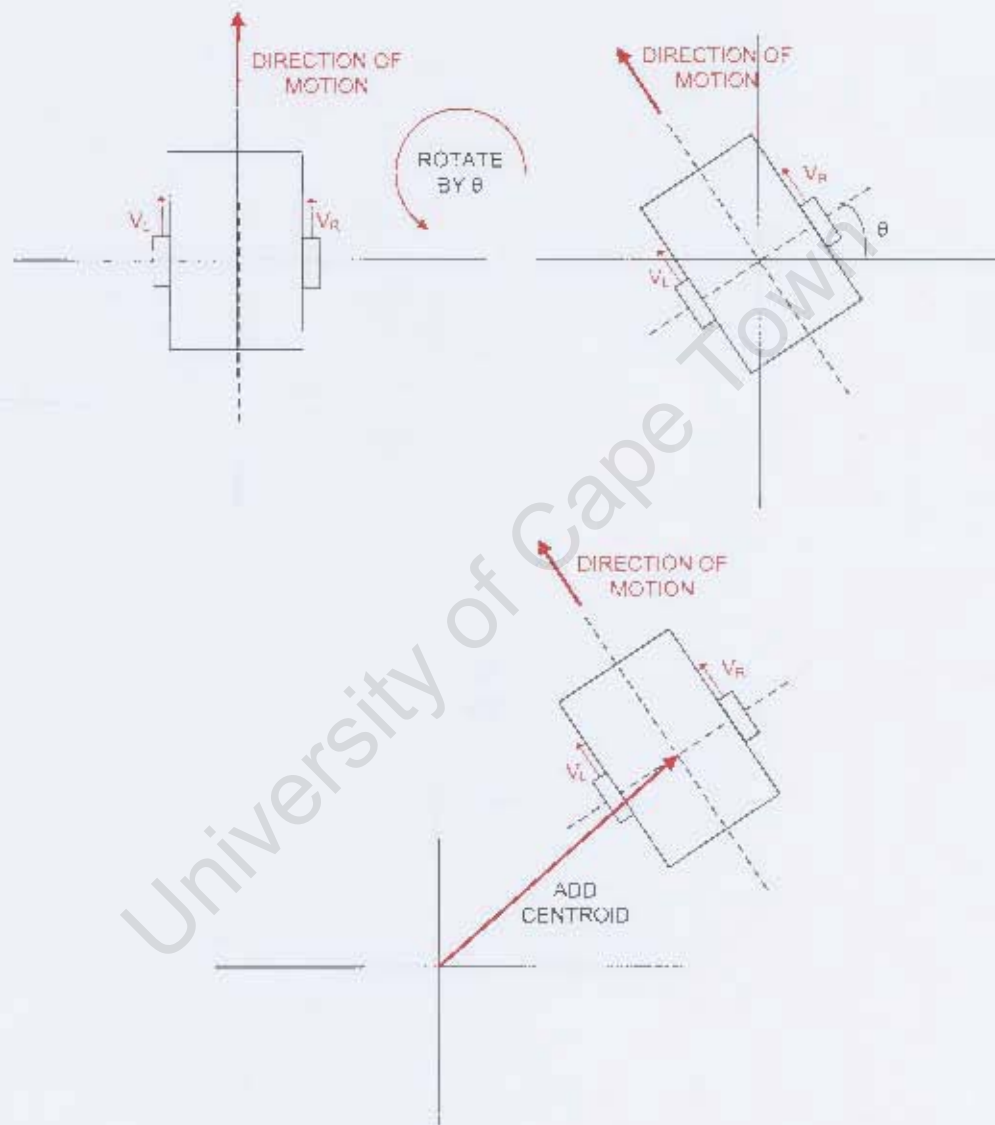 DIRECTION OF
MOTION
ROTATE
BY θ
V_L
V_R
DIRECTION OF
MOTION
V_R
θ
V_L
DIRECTION OF
MOTION
V_R
V_L
ADD
CENTROID
University of Cape Town